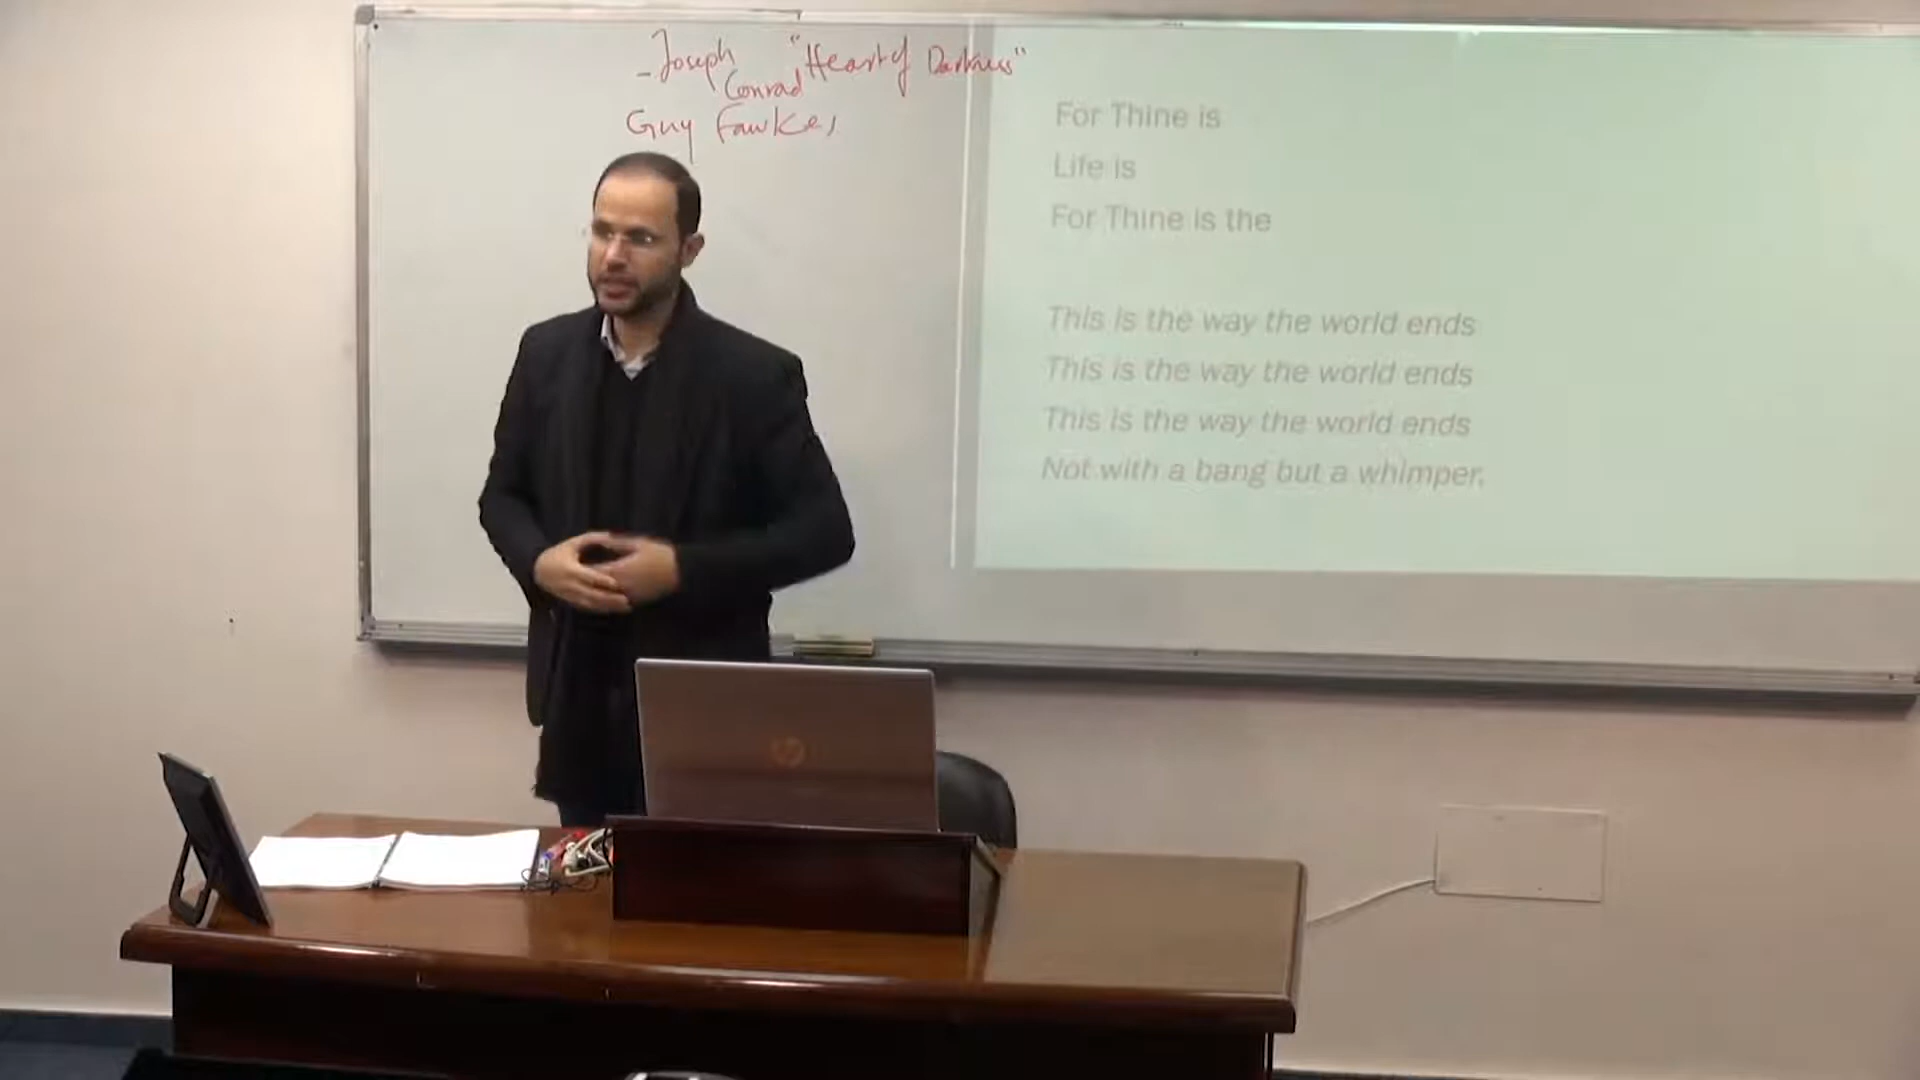 - Joseph "Heart of Darkness"
Conrad
Guy Fawkes
For Thine is
Life is
For Thine is the
This is the way the world ends
This is the way the world ends
This is the way the world ends
Not with a bang but a whimper.
hp